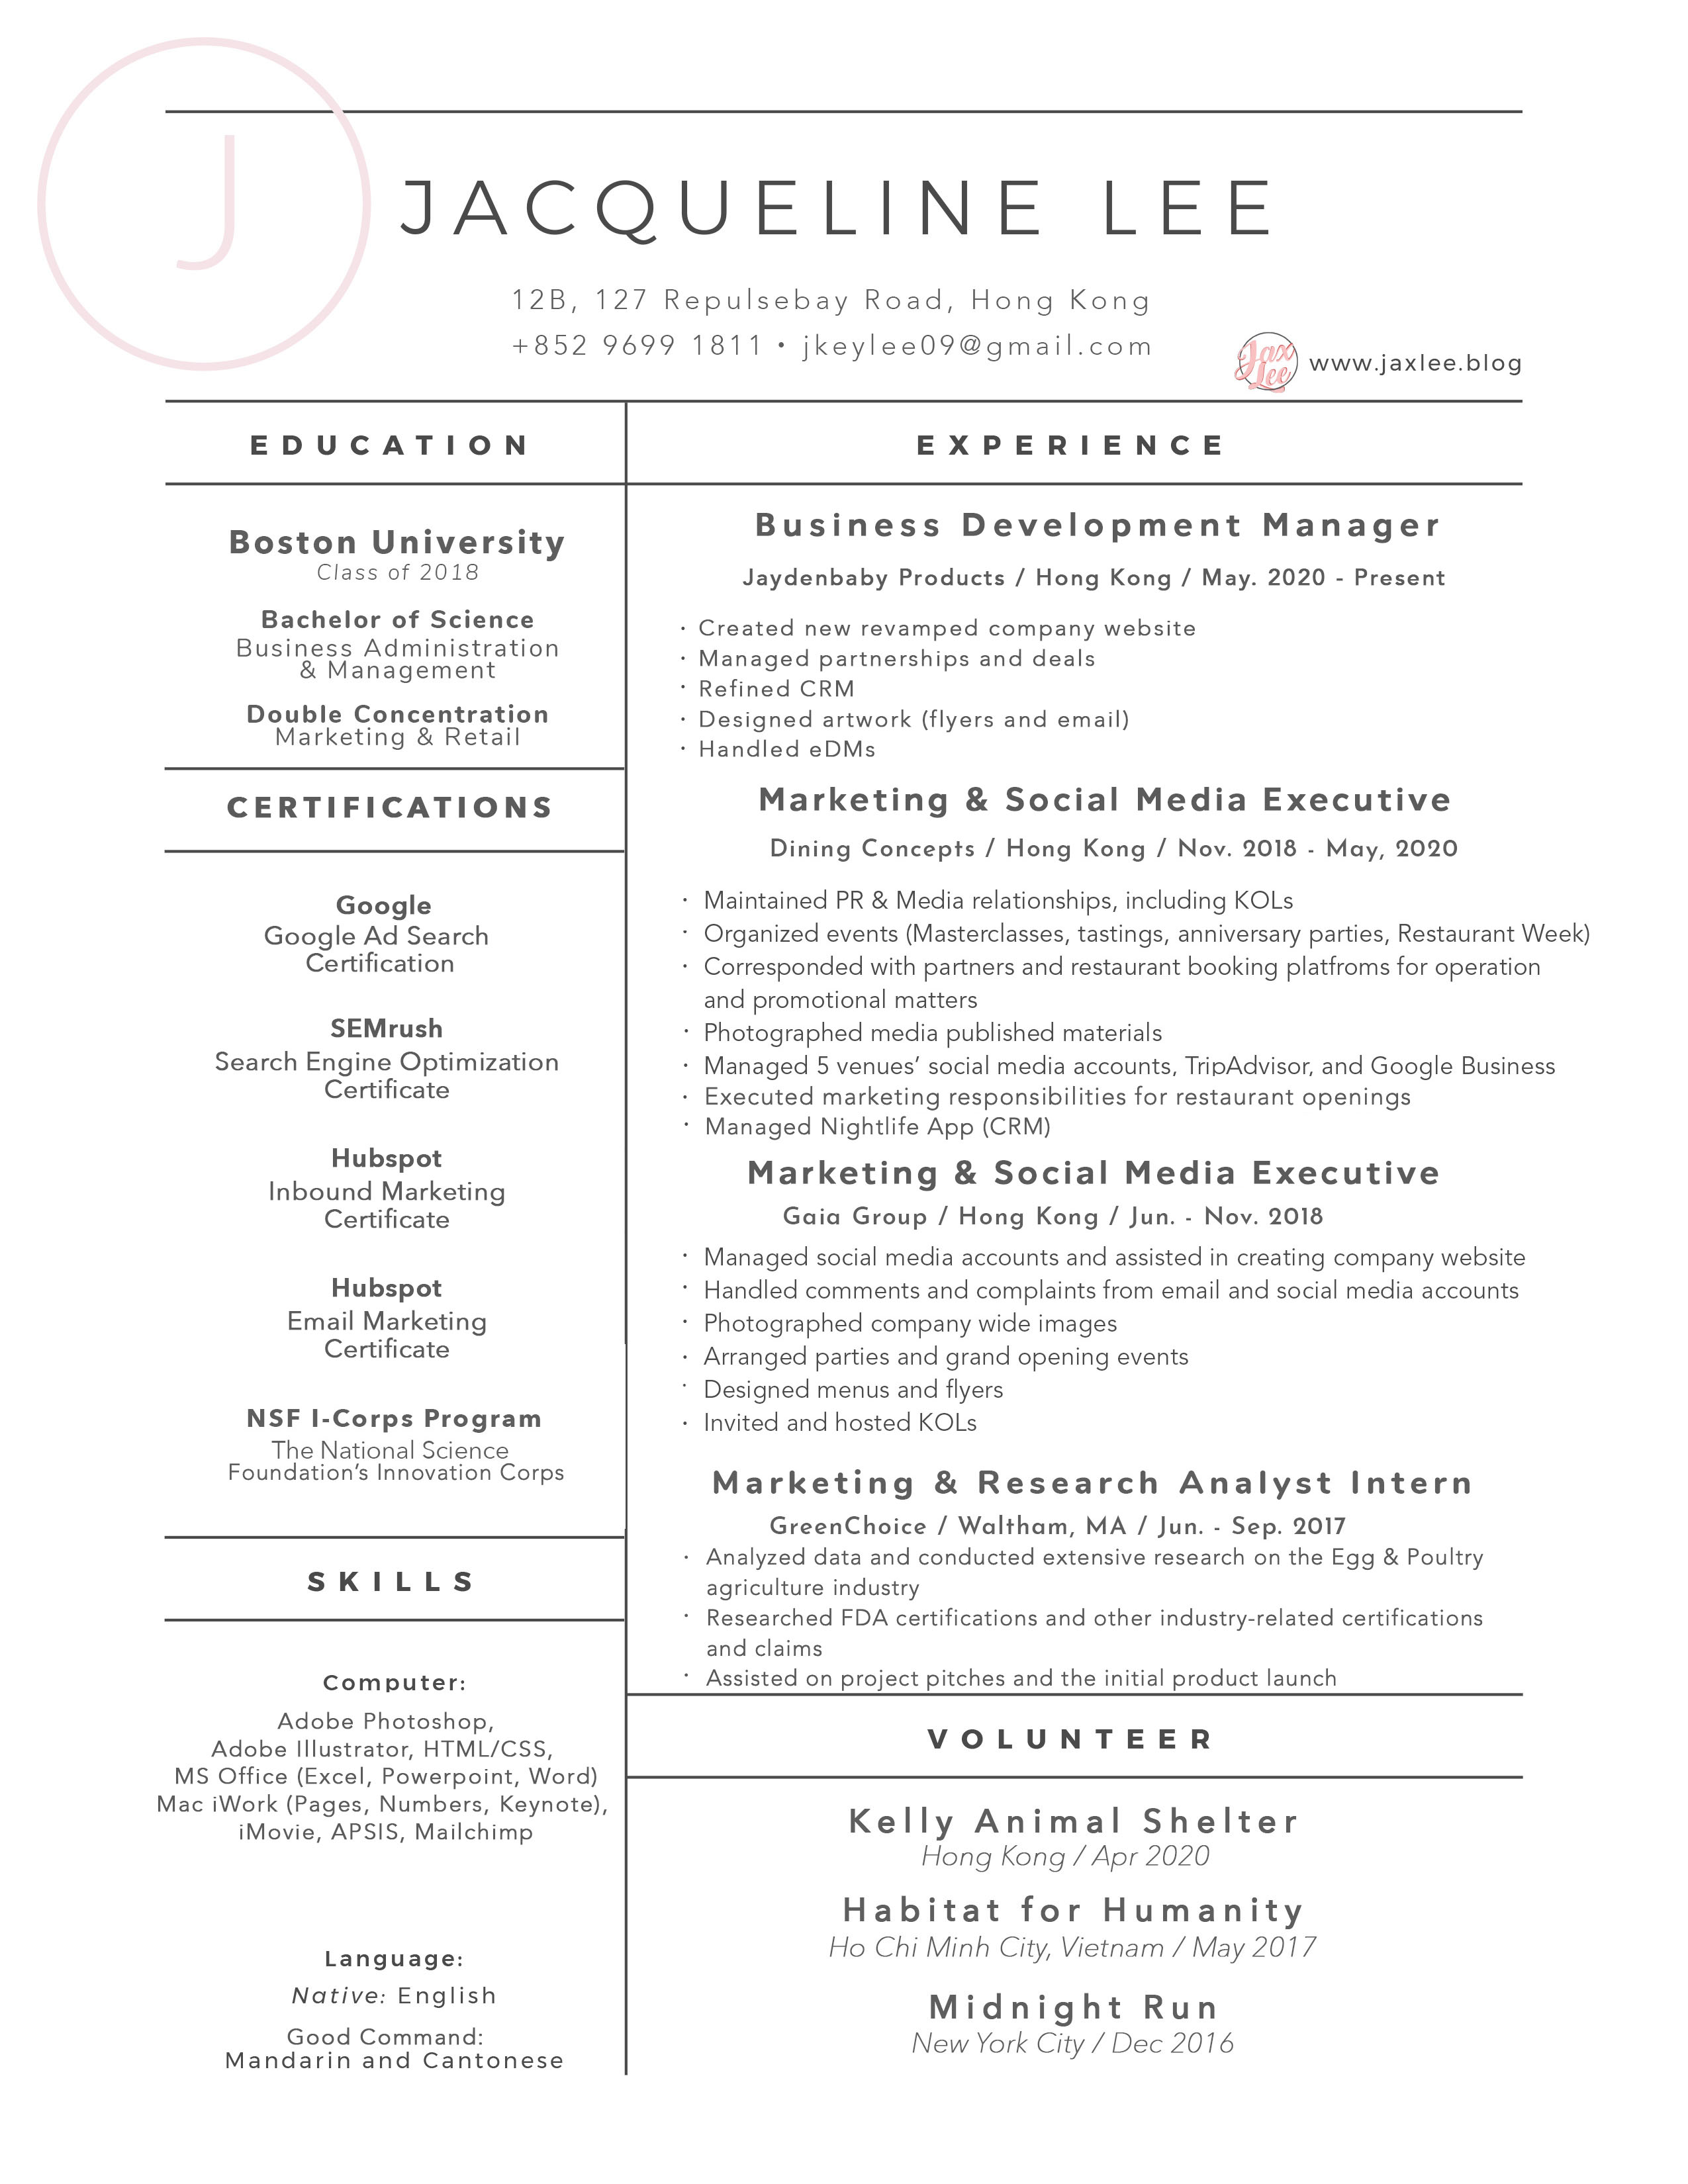 J
JACQUELINE LEE
12B, 127 Repulsebay Road, Hong Kong
+852 9699 1811 • jkeylee09@gmail.com
Jax
Lee
www.jaxlee.blog
EDUCATION
Boston University
Class of 2018
Bachelor of Science
Business Administration
& Management
Double Concentration
Marketing & Retail
CERTIFICATIONS
Google
Google Ad Search
Certification
SEMrush
Search Engine Optimization
Certificate
Hubspot
Inbound Marketing
Certificate
Hubspot
Email Marketing
Certificate
NSF I-Corps Program
The National Science
Foundation's Innovation Corps
SKILLS
Computer:
Adobe Photoshop,
Adobe Illustrator, HTML/CSS,
MS Office (Excel, Powerpoint, Word)
Mac iWork (Pages, Numbers, Keynote),
iMovie, APSIS, Mailchimp
Language:
Native: English
Good Command:
Mandarin and Cantonese
EXPERIENCE
Business Development Manager
Jaydenbaby Products / Hong Kong / May. 2020 - Present
· Created new revamped company website
· Managed partnerships and deals
· Refined CRM
· Designed artwork (flyers and email)
· Handled eDMs
Marketing & Social Media Executive
Dining Concepts / Hong Kong / Nov. 2018 - May, 2020
· Maintained PR & Media relationships, including KOLs
· Organized events (Masterclasses, tastings, anniversary parties, Restaurant Week)
· Corresponded with partners and restaurant booking platfroms for operation
and promotional matters
· Photographed media published materials
· Managed 5 venues' social media accounts, TripAdvisor, and Google Business
· Executed marketing responsibilities for restaurant openings
· Managed Nightlife App (CRM)
Marketing & Social Media Executive
Gaia Group / Hong Kong / Jun. - Nov. 2018
· Managed social media accounts and assisted in creating company website
· Handled comments and complaints from email and social media accounts
· Photographed company wide images
· Arranged parties and grand opening events
· Designed menus and flyers
· Invited and hosted KOLs
Marketing & Research Analyst Intern
GreenChoice / Waltham, MA / Jun. - Sep. 2017
· Analyzed data and conducted extensive research on the Egg & Poultry
agriculture industry
· Researched FDA certifications and other industry-related certifications
and claims
· Assisted on project pitches and the initial product launch
VOLUNTEER
Kelly Animal Shelter
Hong Kong / Apr 2020
Habitat for Humanity
Ho Chi Minh City, Vietnam / May 2017
Midnight Run
New York City / Dec 2016